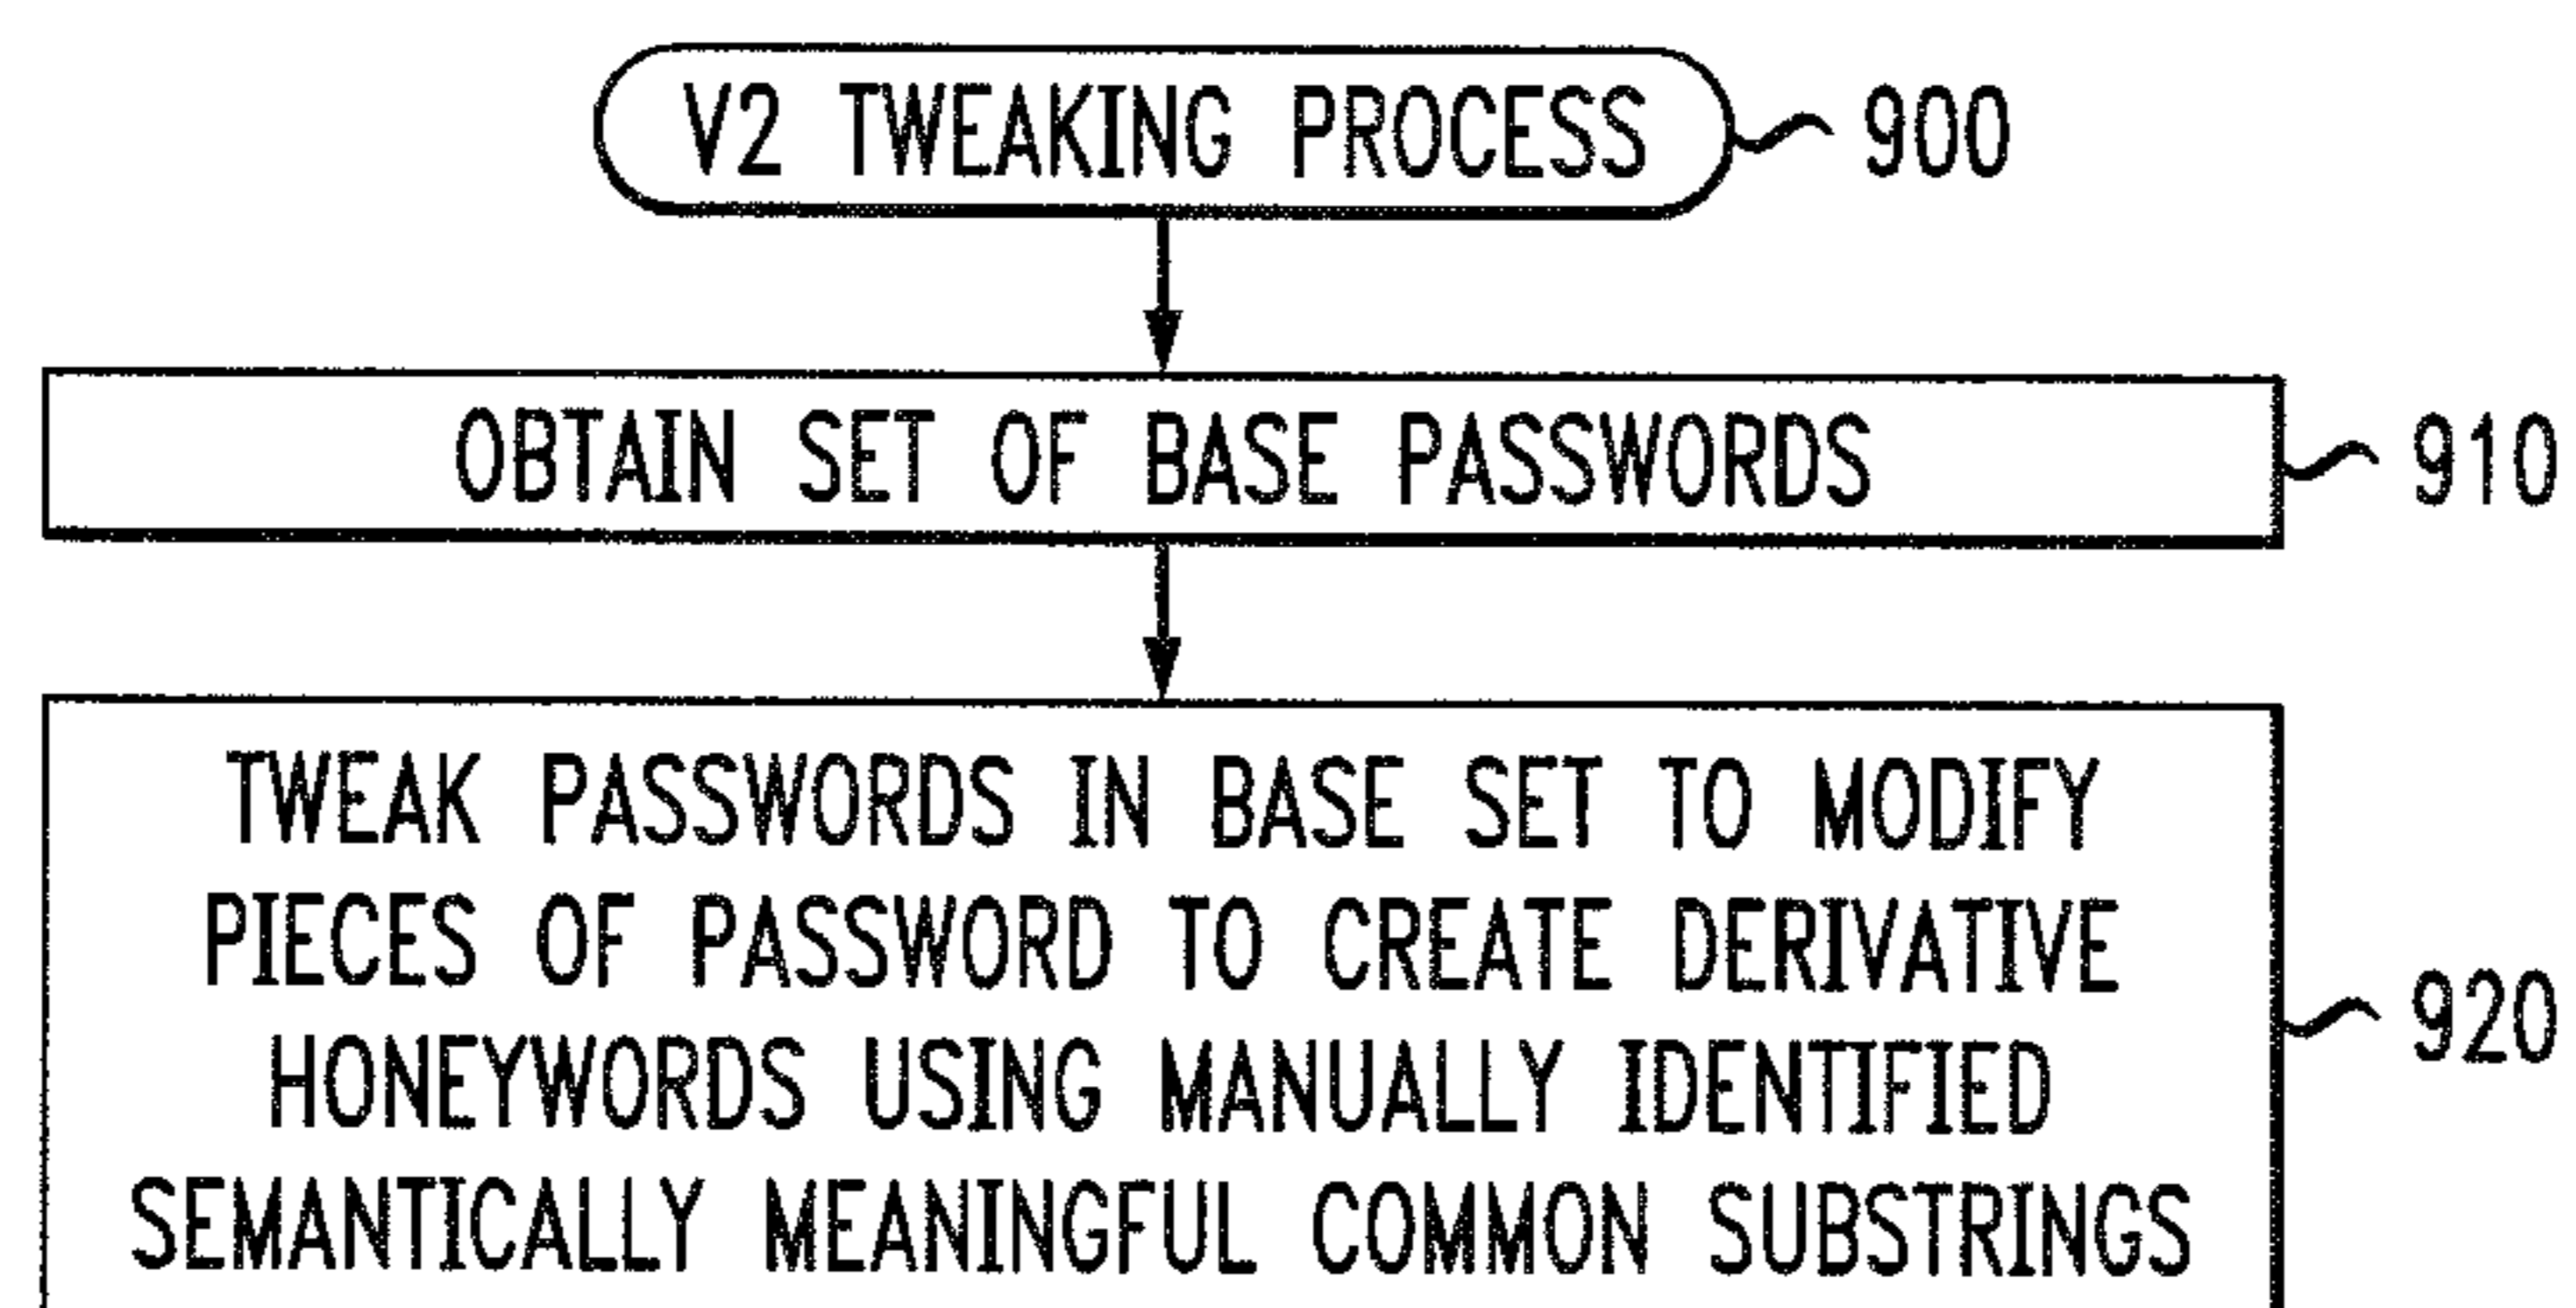 V2 TWEAKING PROCESS 900
OBTAIN SET OF BASE PASSWORDS 910
TWEAK PASSWORDS IN BASE SET TO MODIFY
PIECES OF PASSWORD TO CREATE DERIVATIVE
920
HONEYWORDS USING MANUALLY IDENTIFIED
SEMANTICALLY MEANINGFUL COMMON SUBSTRINGS